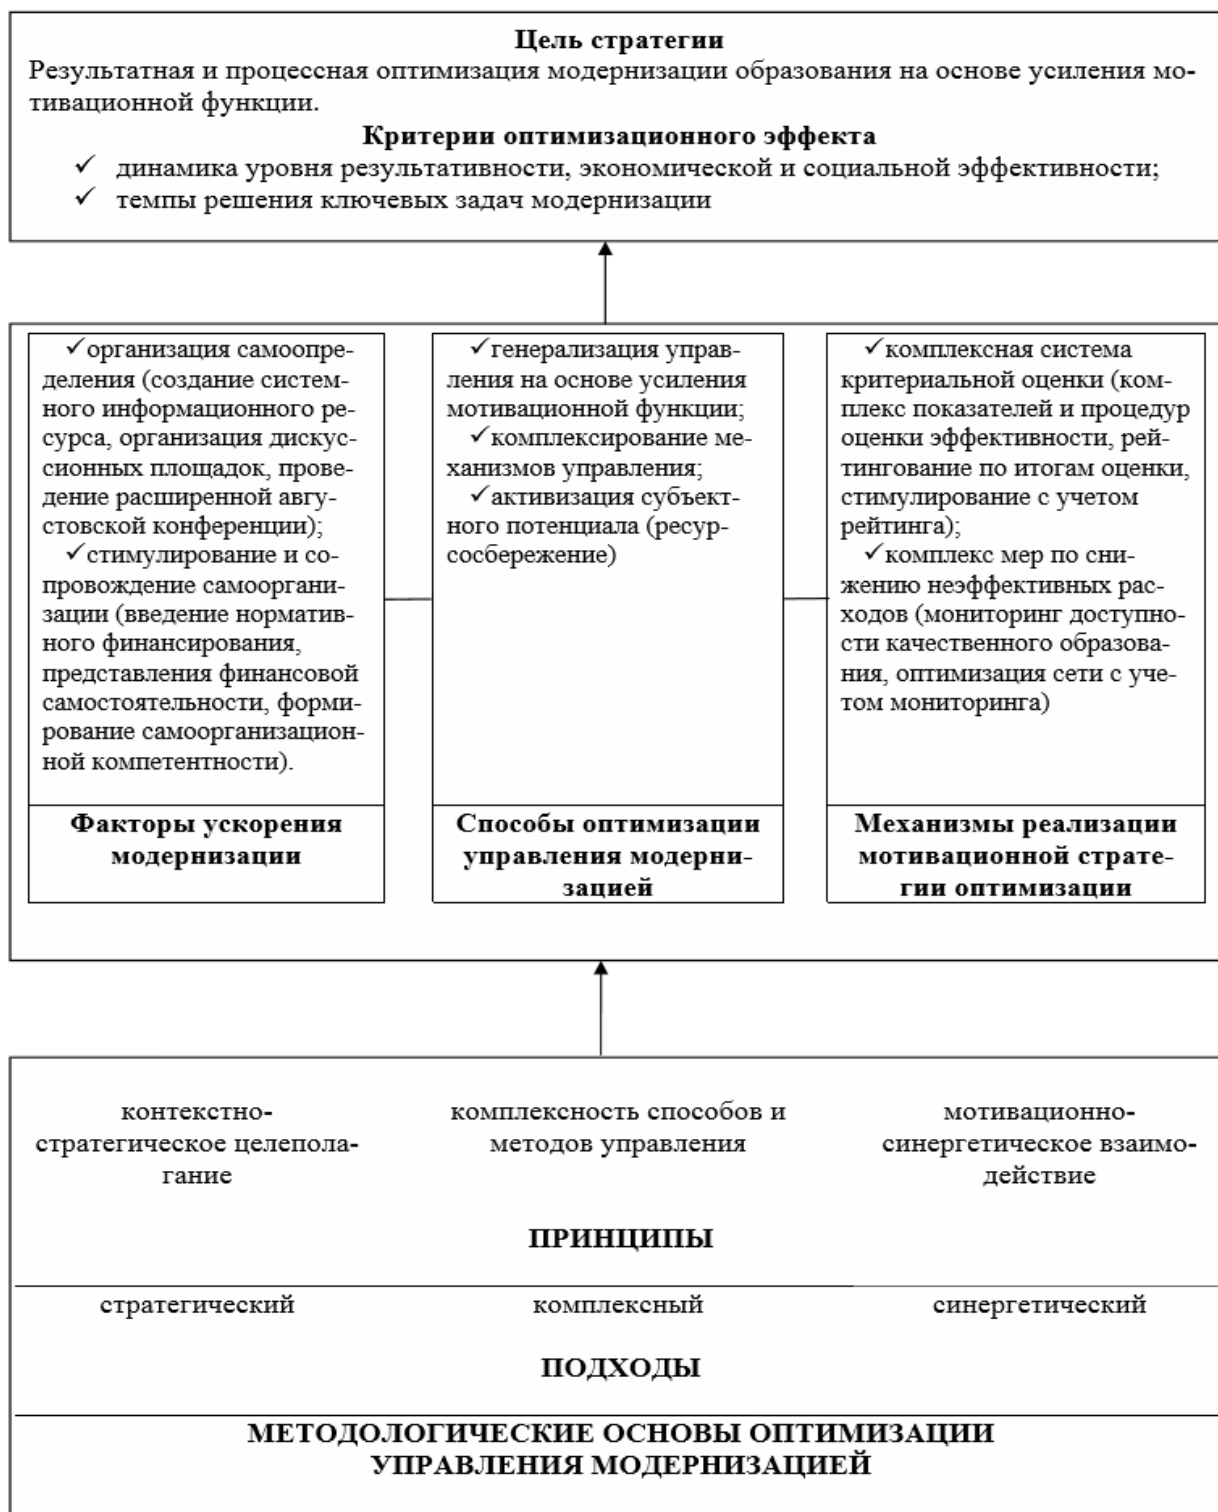 Цель стратегии
Результатная и процессная оптимизация модернизации образования на основе усиления мо-
тивационной функции.
Критерии оптимизационного эффекта
✓ динамика уровня результативности, экономической и социальной эффективности;
✓ темпы решения ключевых задач модернизации
✓организация самоопре-
деления (создание систем-
ного информационного ре-
сурса, организация дискус-
сионных площадок, прове-
дение расширенной авгу-
стовской конференции);
✓стимулирование и со-
провождение самооргани-
зации (введение норматив-
ного финансирования,
представления финансовой
самостоятельности, форми-
рование самоорганизацион-
ной компетентности).
Факторы ускорения
модернизации
✓генерализация управ-
ления на основе усиления
мотивационной функции;
✓комплексирование ме-
ханизмов управления;
✓активизация субъект-
ного потенциала (ресур-
сосбережение)
Способы оптимизации
управления модерни-
зацией
✓комплексная система
критериальной оценки (ком-
плекс показателей и процедур
оценки эффективности, рей-
тингование по итогам оценки,
стимулирование с учетом
рейтинга);
✓комплекс мер по сни-
жению неэффективных рас-
ходов (мониторинг доступно-
сти качественного образова-
ния, оптимизация сети с уче-
том мониторинга)
Механизмы реализации
мотивационной страте-
гии оптимизации
контекстно-
стратегическое целепола-
гание
комплексность способов и
методов управления
мотивационно-
синергетическое взаимо-
действие
ПРИНЦИПЫ
стратегический
комплексный
синергетический
ПОДХОДЫ
МЕТОДОЛОГИЧЕСКИЕ ОСНОВЫ ОПТИМИЗАЦИИ
УПРАВЛЕНИЯ МОДЕРНИЗАЦИЕЙ